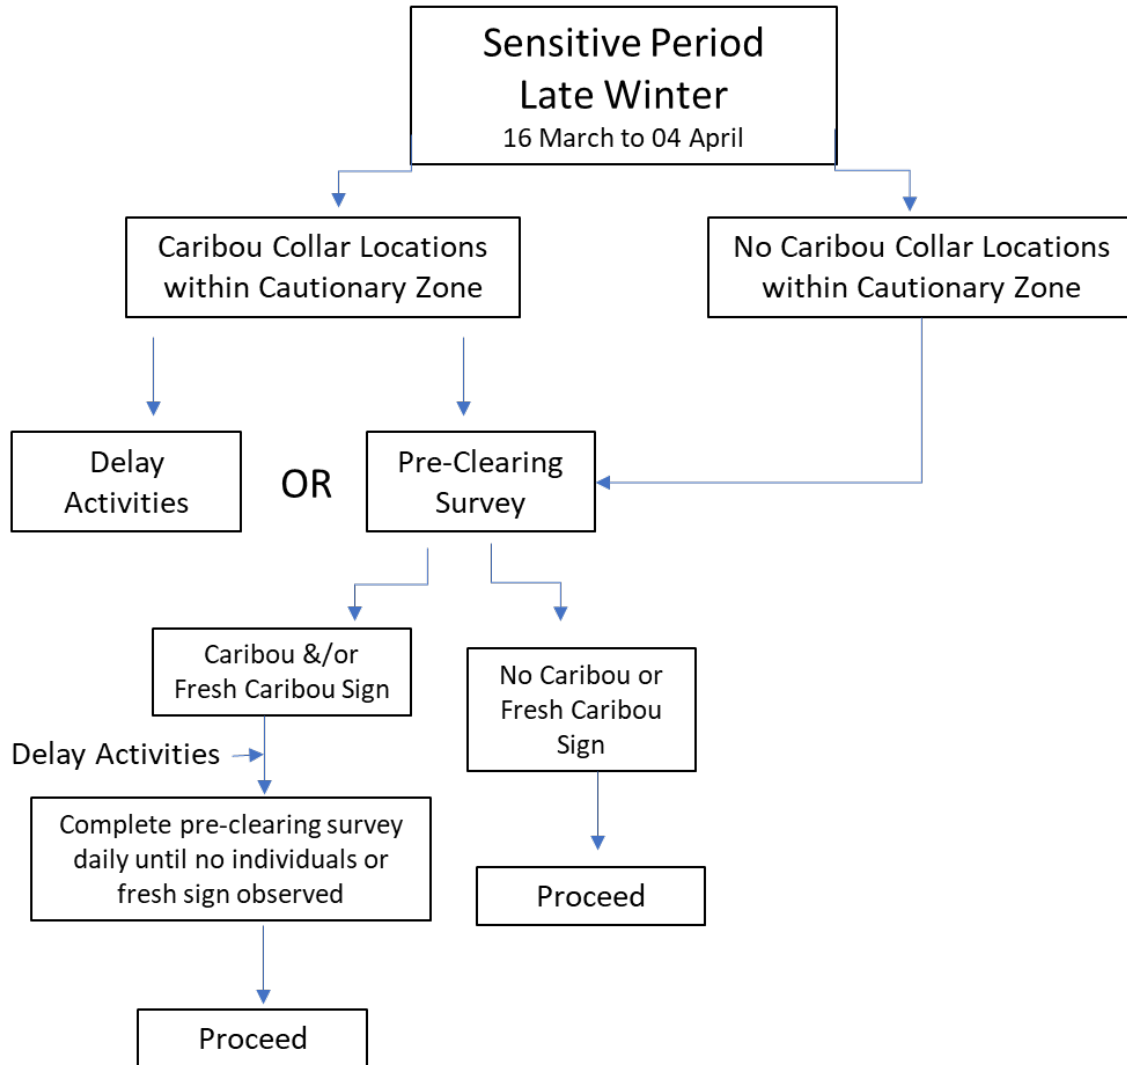 Sensitive Period
Late Winter
16 March to 04 April
Caribou Collar Locations
within Cautionary Zone
No Caribou Collar Locations
within Cautionary Zone
Delay
Activities
OR
Pre-Clearing
Survey
Caribou &/or
Fresh Caribou Sign
No Caribou or
Fresh Caribou
Sign
Delay Activities
Complete pre-clearing survey
daily until no individuals or
fresh sign observed
Proceed
Proceed